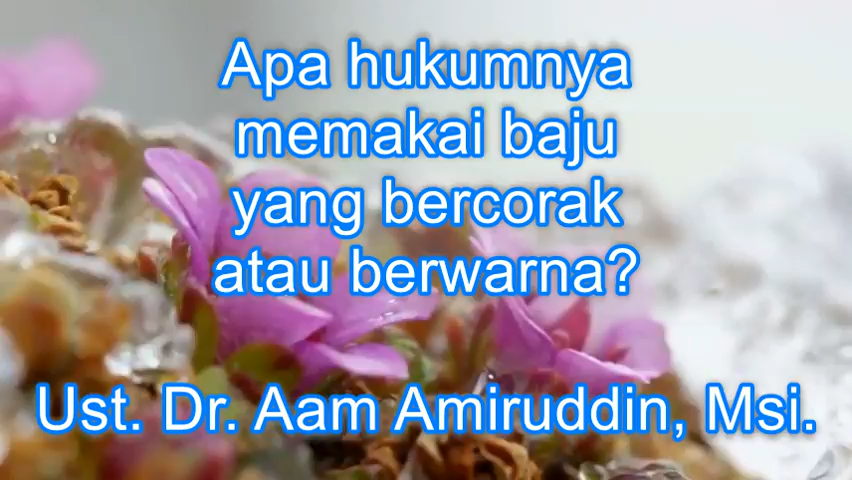 Apa hukumnya
memakai baju
yang bercorak
atau berwarna?
Ust. Dr. Aam Amiruddin, Msi.